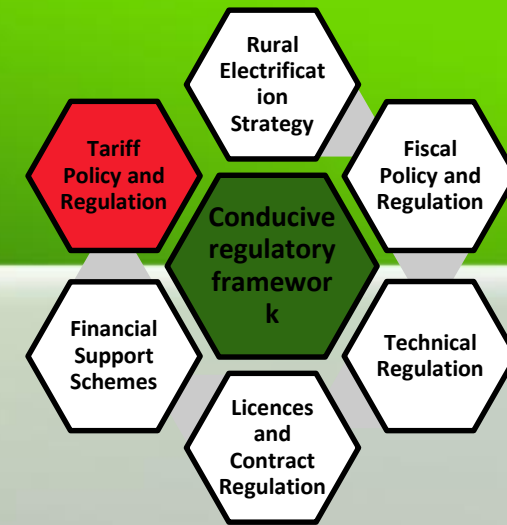 Rural
Electrificat
ion
Strategy
Tariff
Policy and
Regulation
Fiscal
Policy and
Regulation
Conducive
regulatory
framewor
k
Financial
Support
Schemes
Technical
Regulation
Licences
and
Contract
Regulation